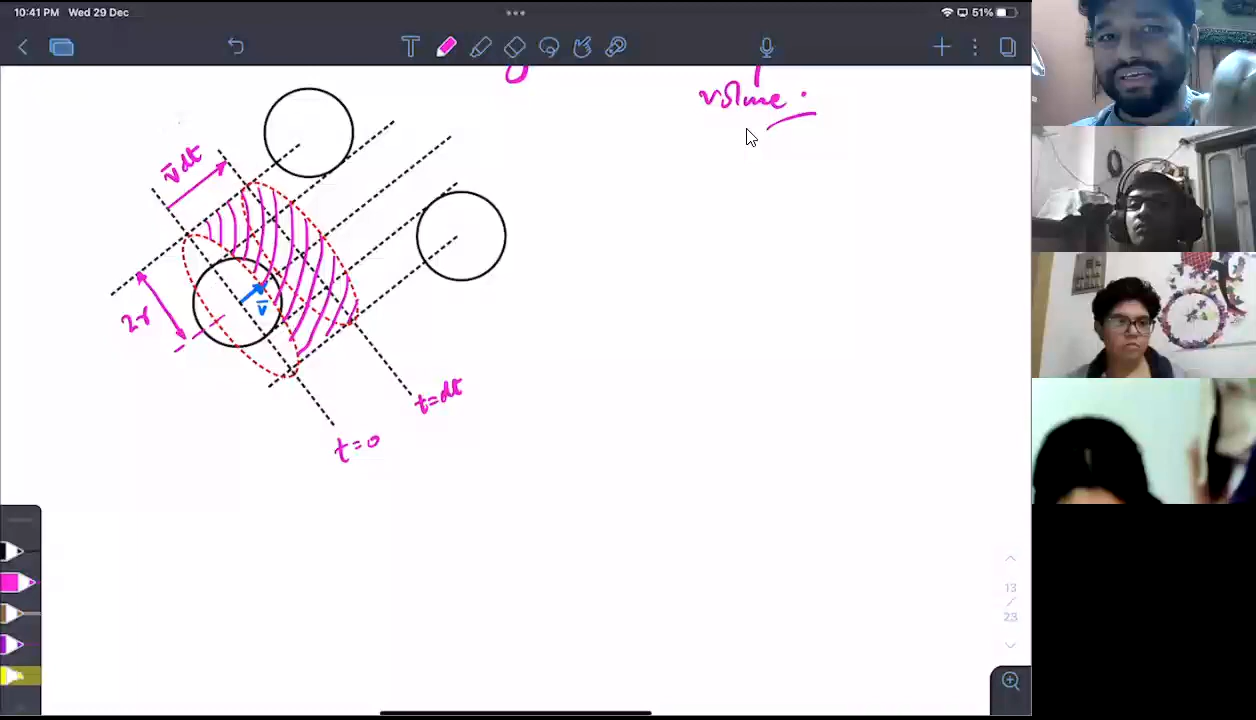 10:41 PM Wed 29 Dec
51%
volume.
v̄dt
2r
v̄
t=dt
t=0
13
/
23